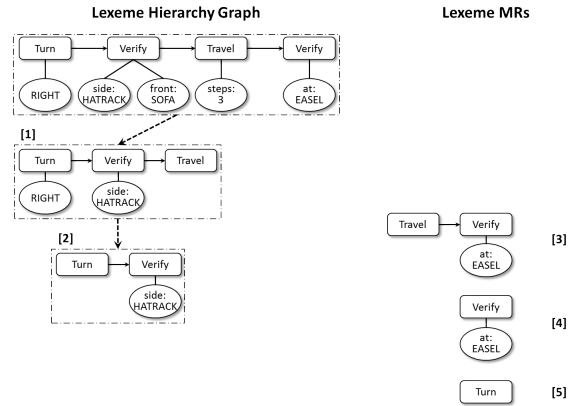 Lexeme Hierarchy Graph
Lexeme MRs
Turn
Verify
Travel
Verify
RIGHT
side:
HATRACK
front:
SOFA
steps:
3
at:
EASEL
[1]
Turn
Verify
Travel
RIGHT
side:
HATRACK
[2]
Turn
Verify
side:
HATRACK
Travel
Verify
at:
EASEL
[3]
Verify
at:
EASEL
[4]
Turn
[5]